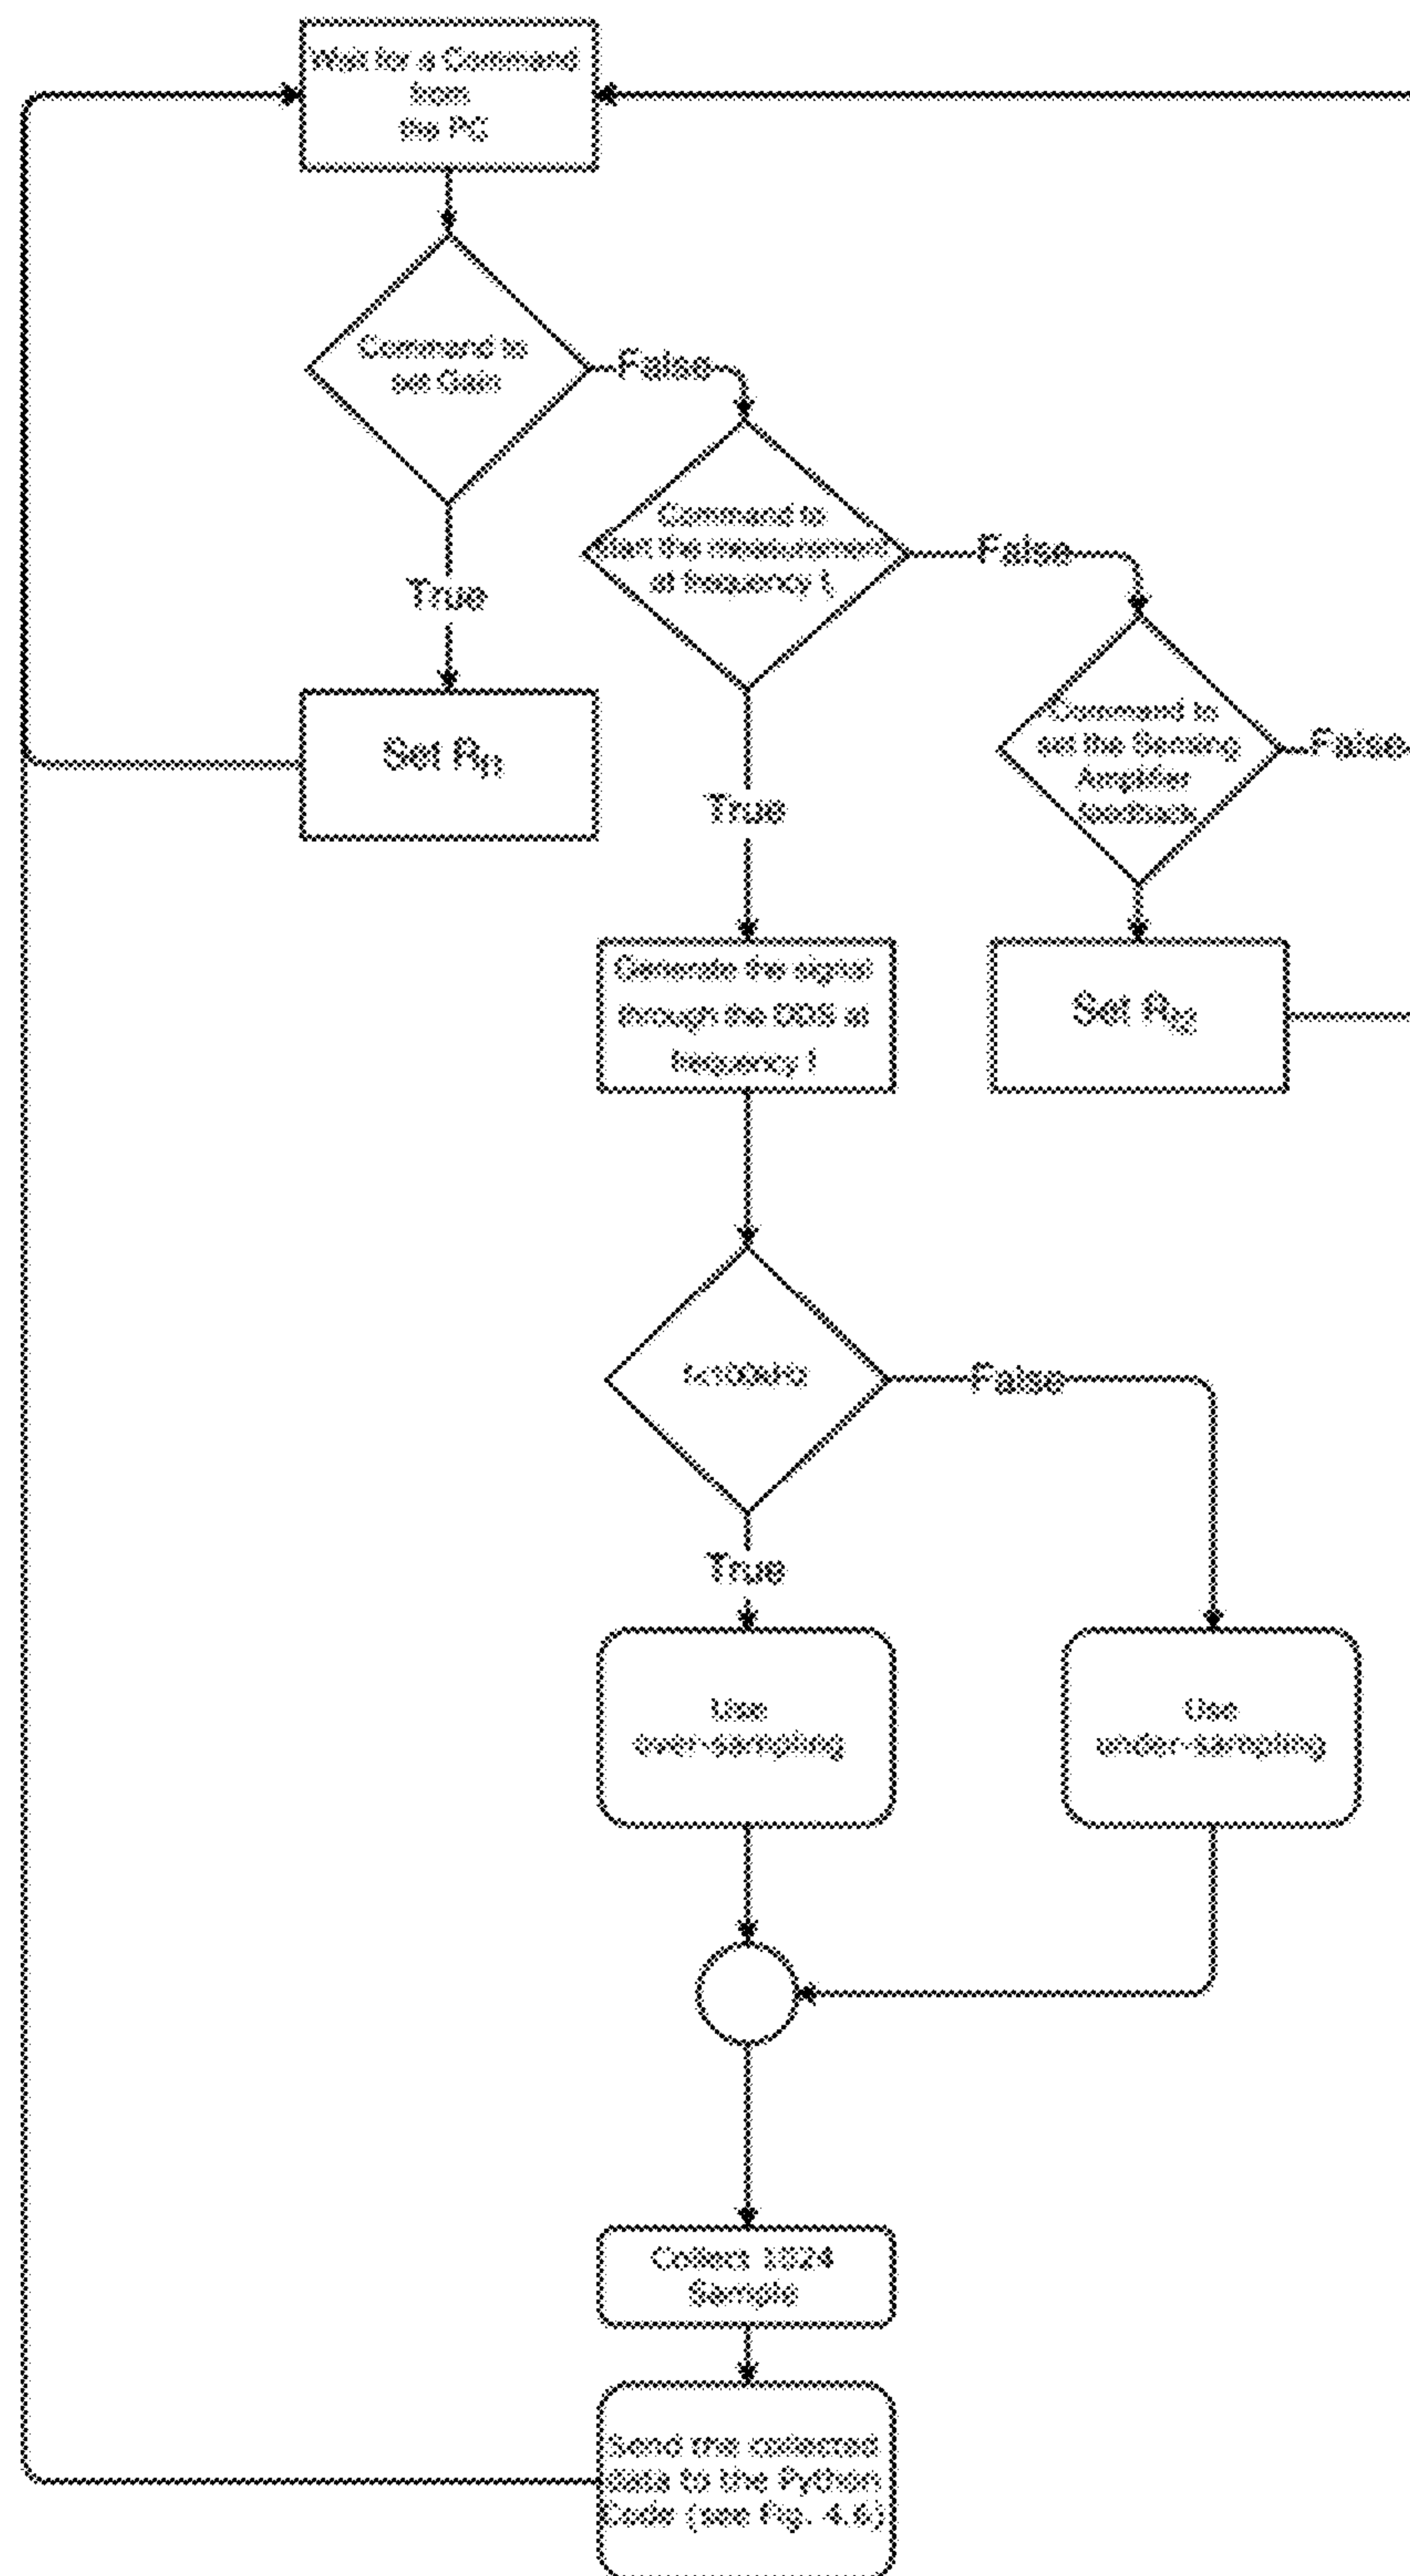 Wait for a Command
from
the PC
Command to
set Gain
False
Command to
start the measurement
at frequency f
False
True
Command to
set the Sensing
Amplifier
feedback
False
Set
True
Generate the signal
through the DDS at
frequency f
Set
f<100kHz
False
True
Use
over-sampling
Use
under-sampling
Collect 1024
Sample
Send the collected
data to the Python
Code (see Fig. 4.6)